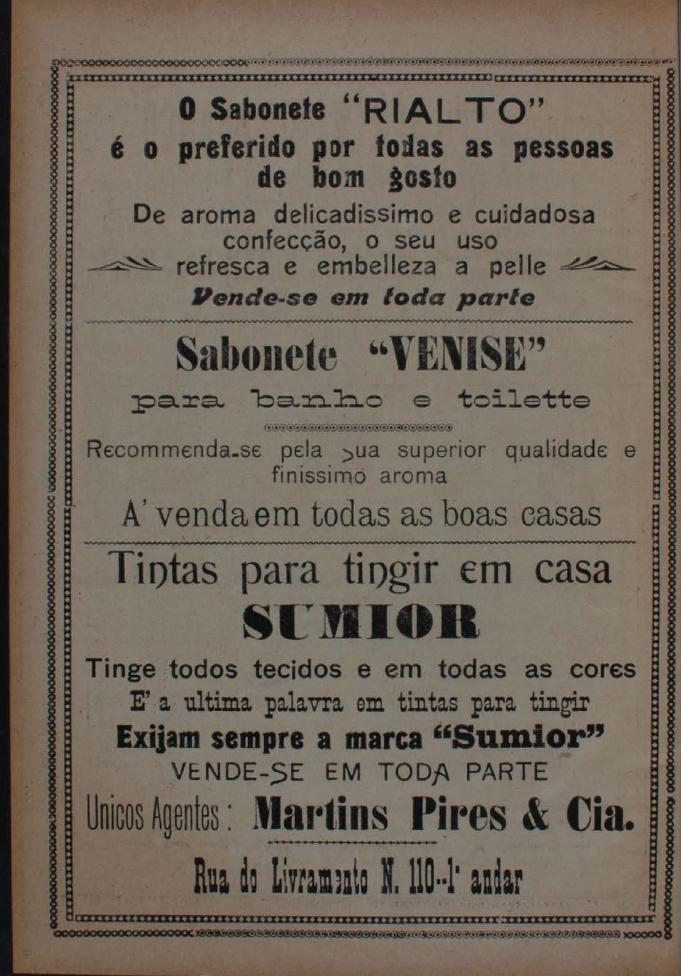 O Sabonete “RIALTO”
é o preferido por todas as pessoas
de bom gosto
De aroma delicadissimo e cuidadosa
confecção, o seu uso
refresca e embelleza a pelle
Vende-se em toda parte
Sabonete “VENISE”
para banho e toilette
Recommenda-se pela sua superior qualidade e
finissimo aroma
A' venda em todas as boas casas
Tintas para tingir em casa
SUMIOR
Tinge todos tecidos e em todas as cores
E' a ultima palavra em tintas para tingir
Exijam sempre a marca “Sumior”
VENDE-SE EM TODA PARTE
Unicos Agentes: Martins Pires & Cia.
Rua do Livramento N. 110--1º andar